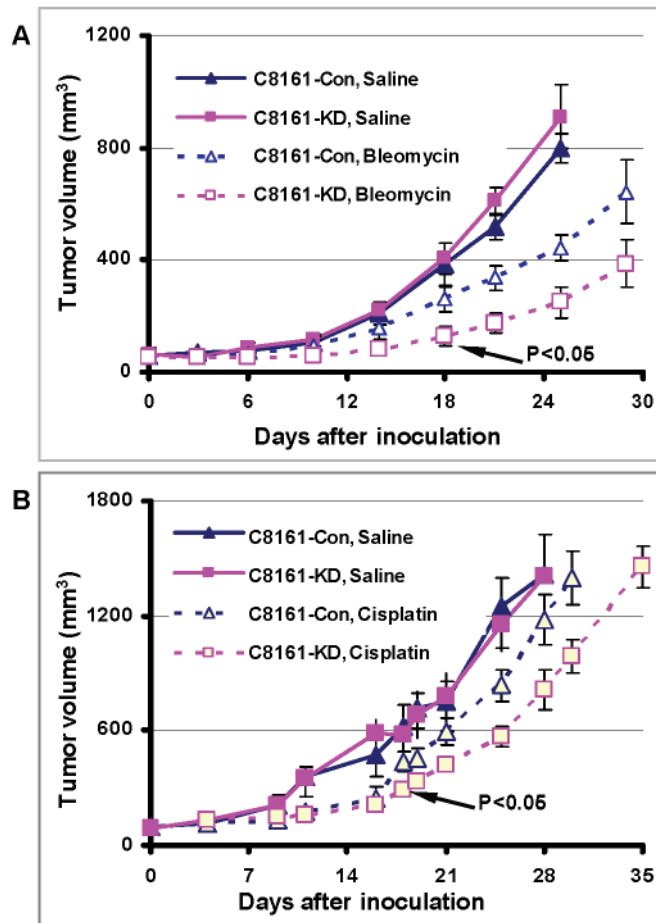 A
1200
800
400
0
Tumor volume (mm³)
C8161-Con, Saline
C8161-KD, Saline
C8161-Con, Bleomycin
C8161-KD, Bleomycin
P<0.05
0 6 12 18 24 30
Days after inoculation
B
1800
1200
600
0
Tumor volume (mm³)
C8161-Con, Saline
C8161-KD, Saline
C8161-Con, Cisplatin
C8161-KD, Cisplatin
P<0.05
0 7 14 21 28 35
Days after inoculation